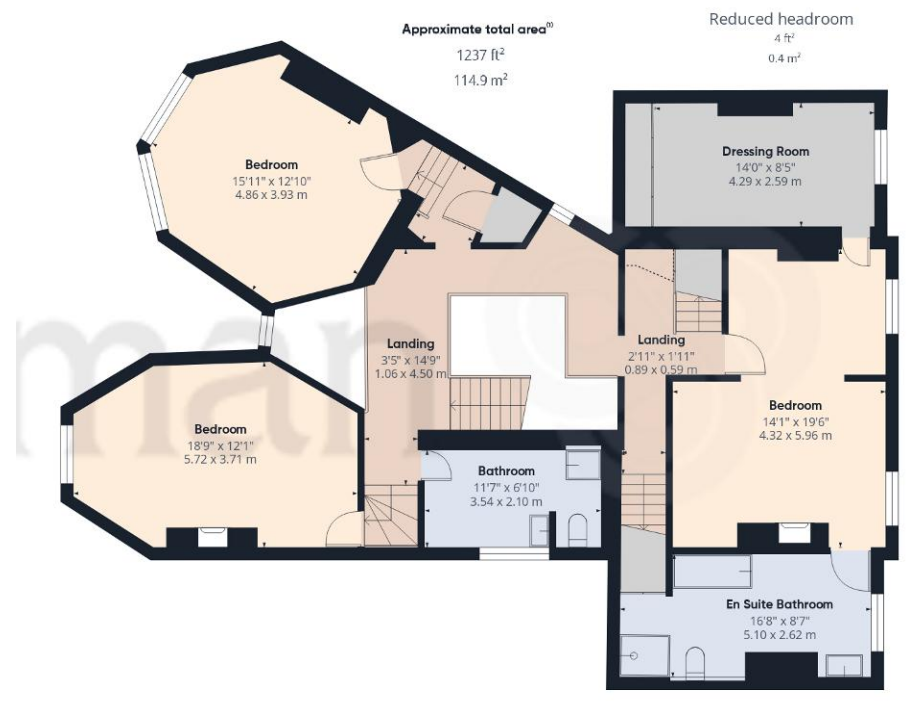 Approximate total area⁽¹⁾
1237 ft²
114.9 m²
Reduced headroom
4 ft²
0.4 m²
Bedroom
15'11" x 12'10"
4.86 x 3.93 m
Dressing Room
14'0" x 8'5"
4.29 x 2.59 m
Landing
3'5" x 14'9"
1.06 x 4.50 m
Landing
2'11" x 1'11"
0.89 x 0.59 m
Bedroom
14'1" x 19'6"
4.32 x 5.96 m
Bedroom
18'9" x 12'1"
5.72 x 3.71 m
Bathroom
11'7" x 6'10"
3.54 x 2.10 m
En Suite Bathroom
16'8" x 8'7"
5.10 x 2.62 m
man